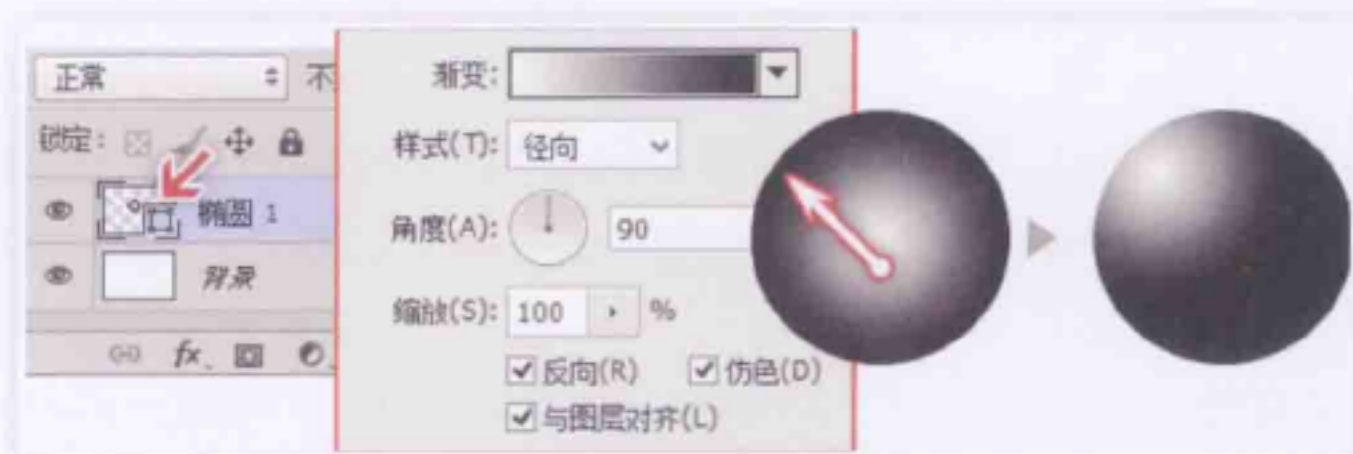 正常 不
锁定:
椭圆 1
背景
fx.
渐变:
样式(T): 径向
角度(A): 90
缩放(S): 100 %
反向(R) 仿色(D)
与图层对齐(L)